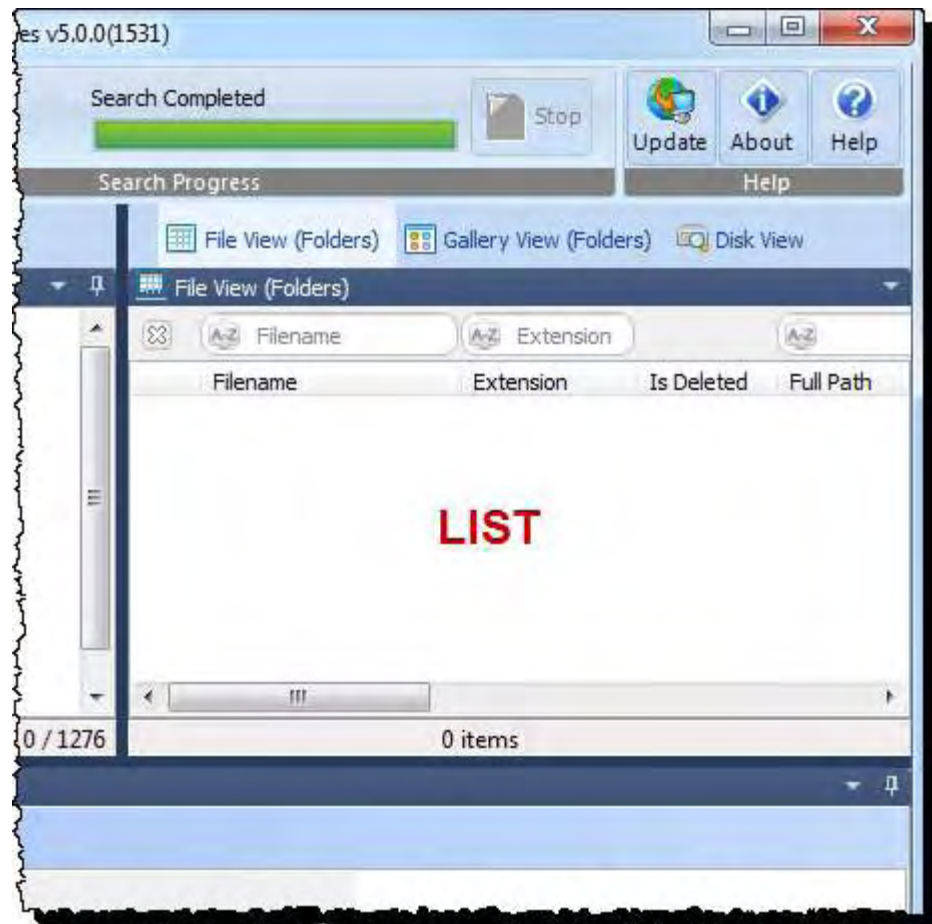 es v5.0.0(1531)
Search Completed
Stop
Update About Help
Search Progress
Help
File View (Folders) Gallery View (Folders) Disk View
File View (Folders)
A-Z Filename A-Z Extension A-Z
Filename Extension Is Deleted Full Path
LIST
0 / 1276
0 items